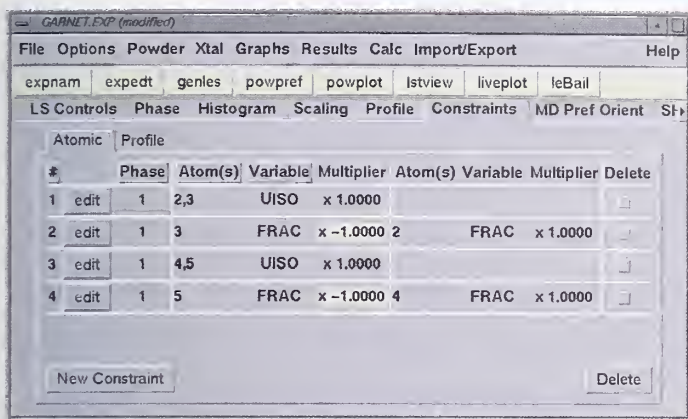 GARNET.EXP (modified)
File Options Powder Xtal Graphs Results Calc Import/Export Help
expnam expedt genles powpref powplot lstview liveplot leBail
LS Controls Phase Histogram Scaling Profile Constraints MD Pref Orient SH
Atomic Profile
# Phase Atom(s) Variable Multiplier Atom(s) Variable Multiplier Delete
1 edit 1 2,3 UISO x 1.0000
2 edit 1 3 FRAC x -1.0000 2 FRAC x 1.0000
3 edit 1 4,5 UISO x 1.0000
4 edit 1 5 FRAC x -1.0000 4 FRAC x 1.0000
New Constraint Delete